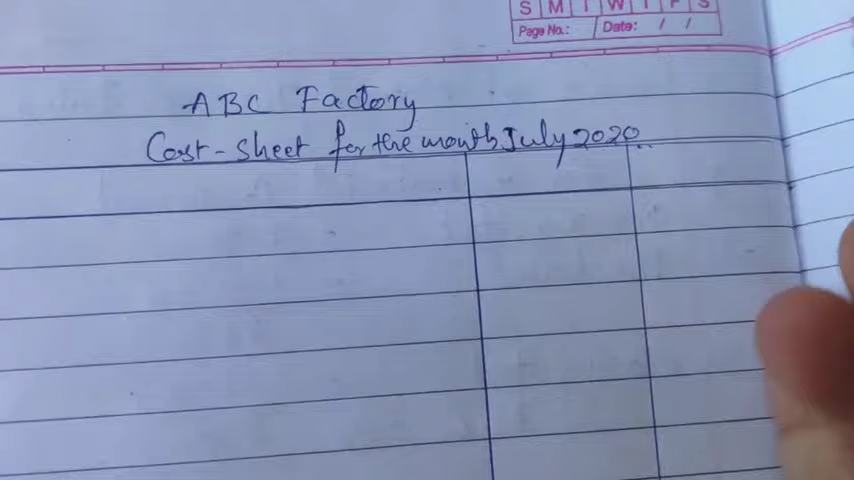 S M T W T F S
Page No.: Date: / /
ABC Factory
Cost-sheet for the month July 2020